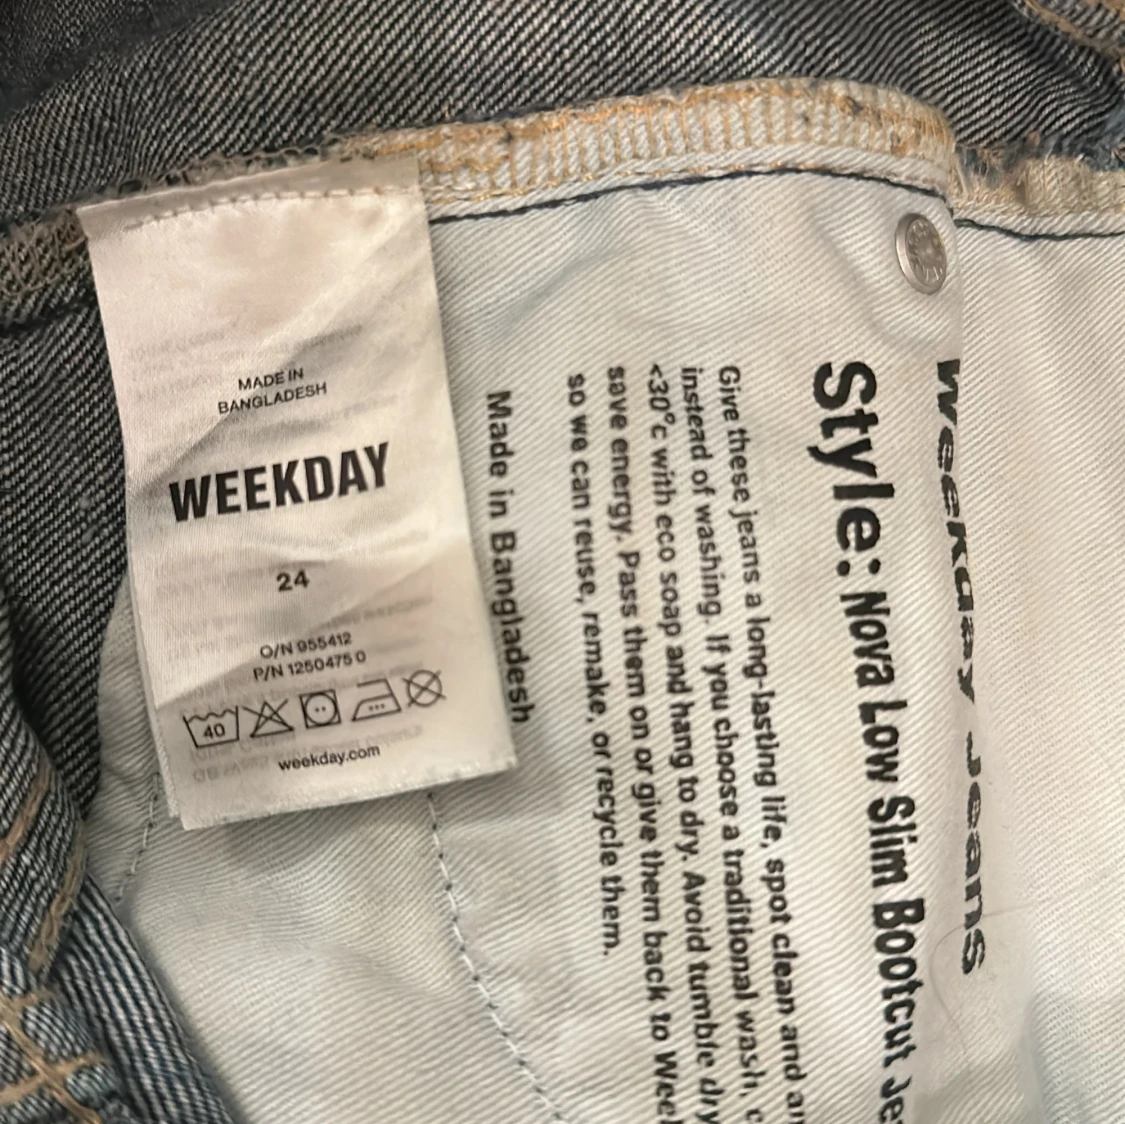 MADE IN
BANGLADESH
WEEKDAY
24
O/N 955412
P/N 1250475 0
40
weekday.com
Weekday Jeans
Style: Nova Low Slim Bootcut
Give these jeans a long-lasting life, spot clean and
instead of washing. If you choose a traditional wash,
<30°c with eco soap and hang to dry. Avoid tumble dry
save energy. Pass them on or give them back to
so we can reuse, remake, or recycle them.
Made in Bangladesh